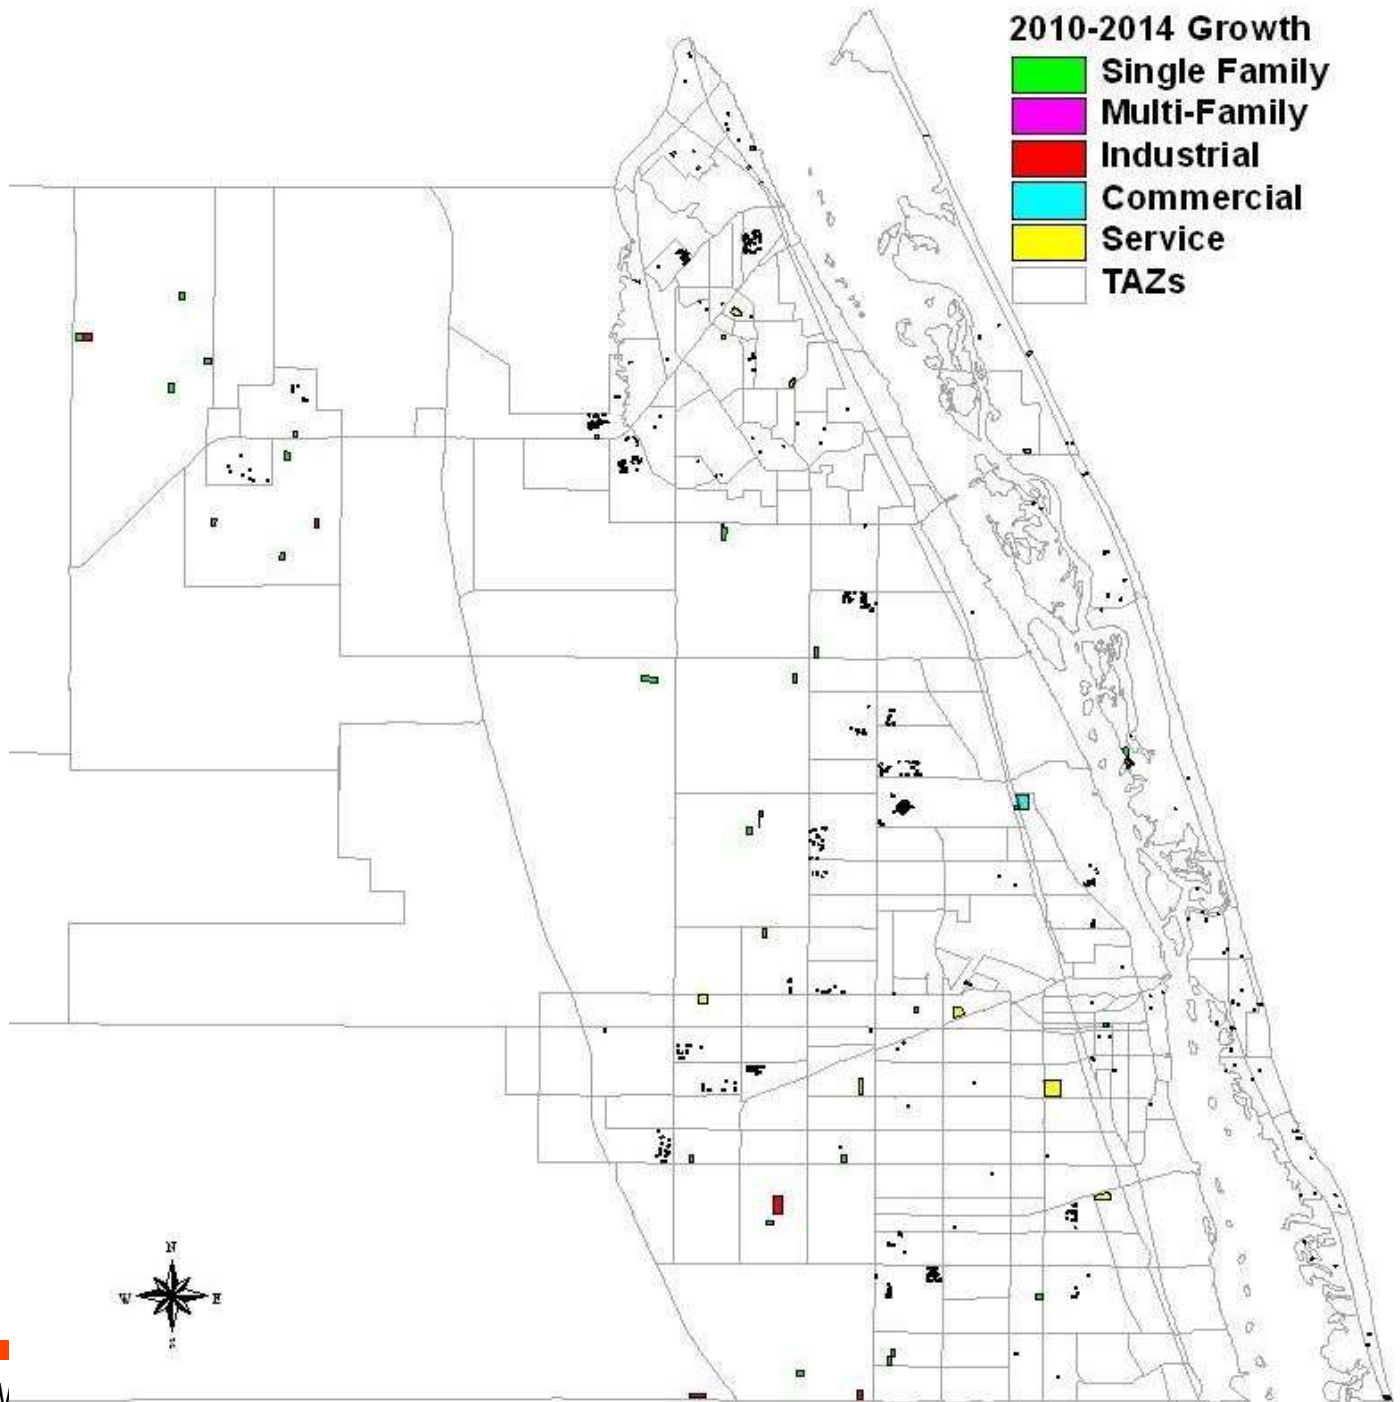 2010-2014 Growth
Single Family
Multi-Family
Industrial
Commercial
Service
TAZs
N
W E
S